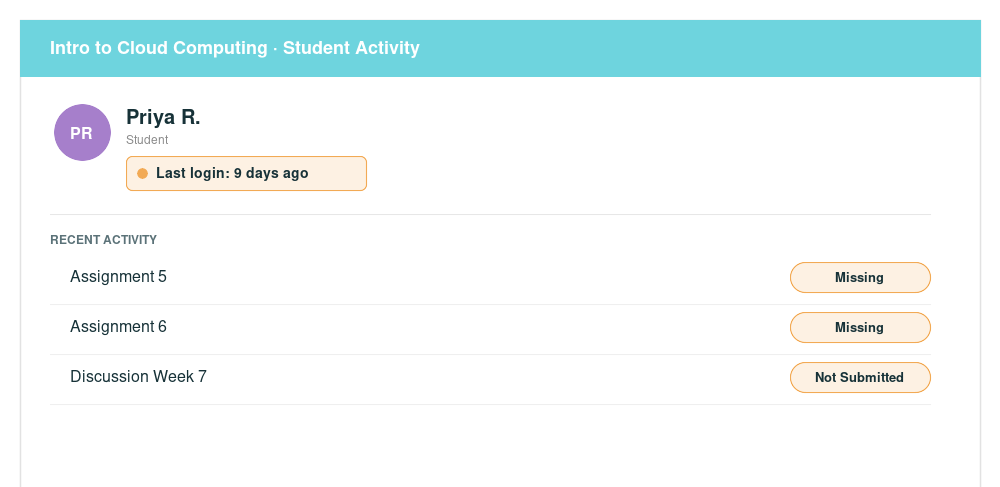 Intro to Cloud Computing · Student Activity
PR
Priya R.
Student
Last login: 9 days ago
RECENT ACTIVITY
Assignment 5
Missing
Assignment 6
Missing
Discussion Week 7
Not Submitted